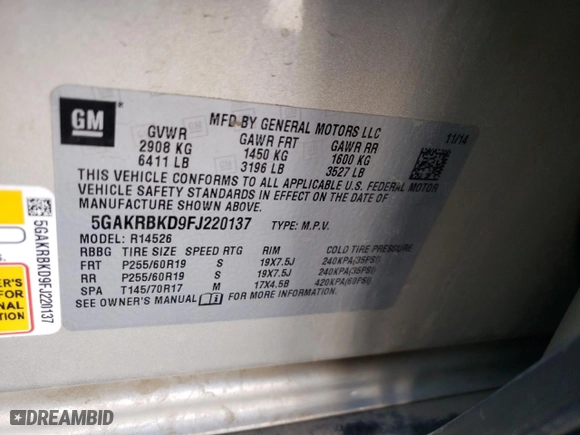 GM
MFD BY GENERAL MOTORS LLC
11/14
GVWR GAWR FRT GAWR RR
2908 KG 1450 KG 1600 KG
6411 LB 3196 LB 3527 LB
THIS VEHICLE CONFORMS TO ALL APPLICABLE U.S. FEDERAL MOTOR
VEHICLE SAFETY STANDARDS IN EFFECT ON THE DATE OF
MANUFACTURE SHOWN ABOVE.
5GAKRBKD9FJ220137 TYPE: M.P.V.
MODEL: R14526
RBBG TIRE SIZE SPEED RTG RIM COLD TIRE PRESSURE
FRT P255/60R19 S 19X7.5J 240KPA(35PSI)
RR P255/60R19 S 19X7.5J 240KPA(35PSI)
SPA T145/70R17 M 17X4.5B 420KPA(60PSI)
SEE OWNER'S MANUAL FOR MORE INFORMATION.
5GAKRBKD9FJ220137
FOR
NAL
TION
DREAMBID